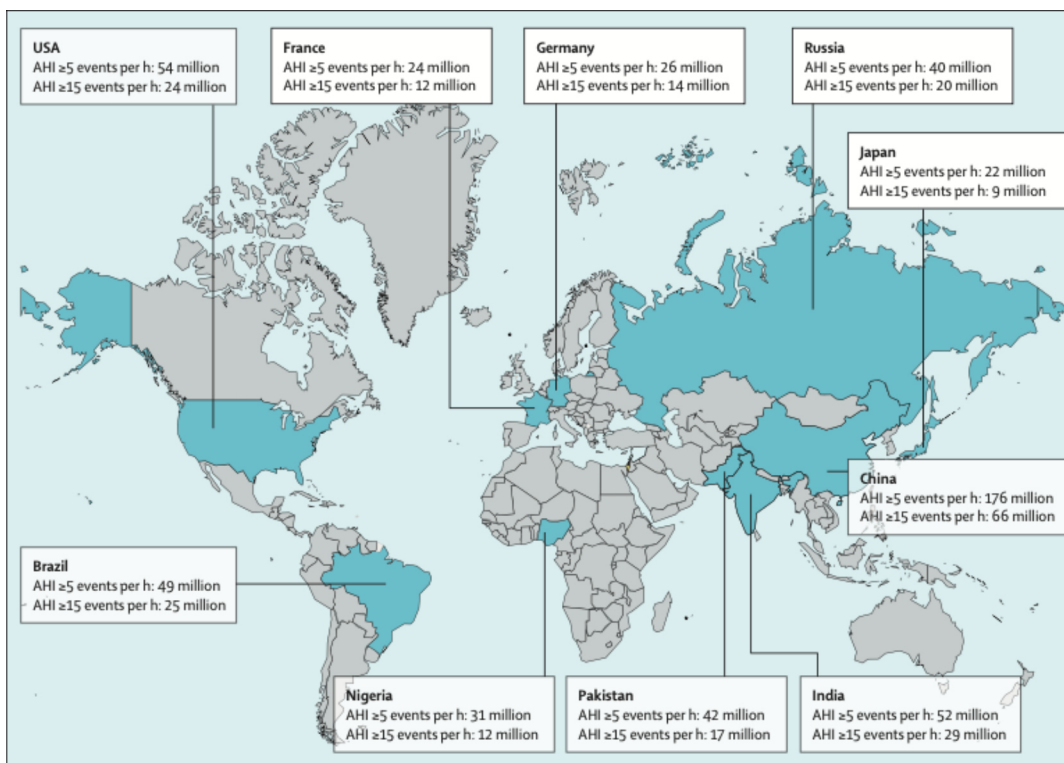 USA
AHI ≥5 events per h: 54 million
AHI ≥15 events per h: 24 million
France
AHI ≥5 events per h: 24 million
AHI ≥15 events per h: 12 million
Germany
AHI ≥5 events per h: 26 million
AHI ≥15 events per h: 14 million
Russia
AHI ≥5 events per h: 40 million
AHI ≥15 events per h: 20 million
Japan
AHI ≥5 events per h: 22 million
AHI ≥15 events per h: 9 million
China
AHI ≥5 events per h: 176 million
AHI ≥15 events per h: 66 million
Brazil
AHI ≥5 events per h: 49 million
AHI ≥15 events per h: 25 million
Nigeria
AHI ≥5 events per h: 31 million
AHI ≥15 events per h: 12 million
Pakistan
AHI ≥5 events per h: 42 million
AHI ≥15 events per h: 17 million
India
AHI ≥5 events per h: 52 million
AHI ≥15 events per h: 29 million